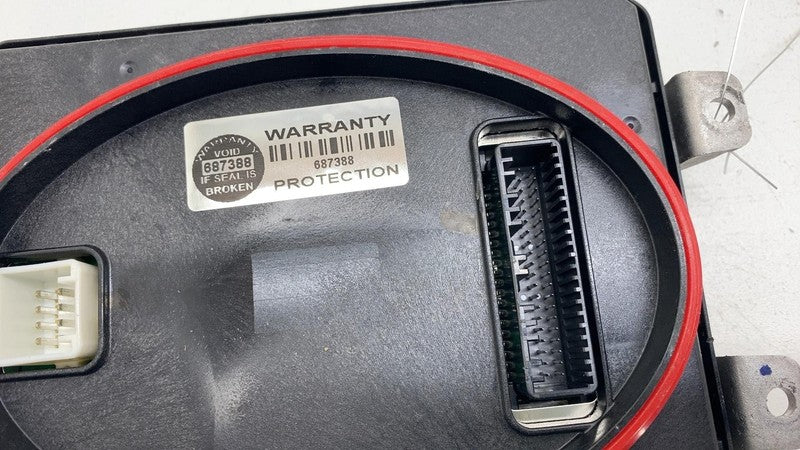 WARRANTY
VOID
687388
IF SEAL IS
BROKEN
WARRANTY
687388
PROTECTION